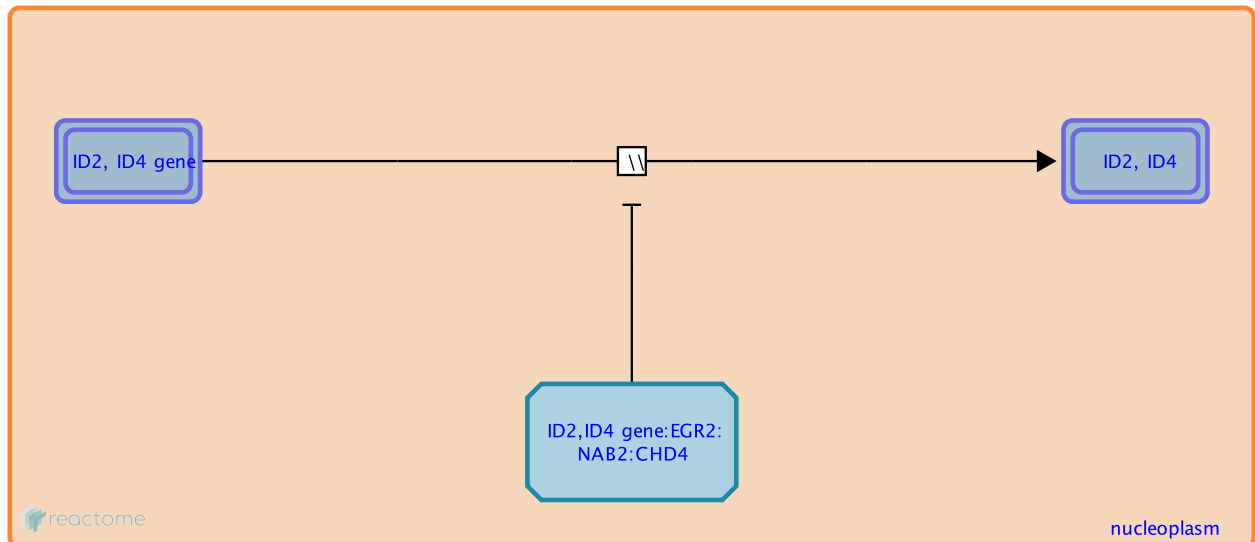 ID2, ID4 gene
\\
ID2, ID4
ID2,ID4 gene:EGR2:
NAB2:CHD4
reactome
nucleoplasm